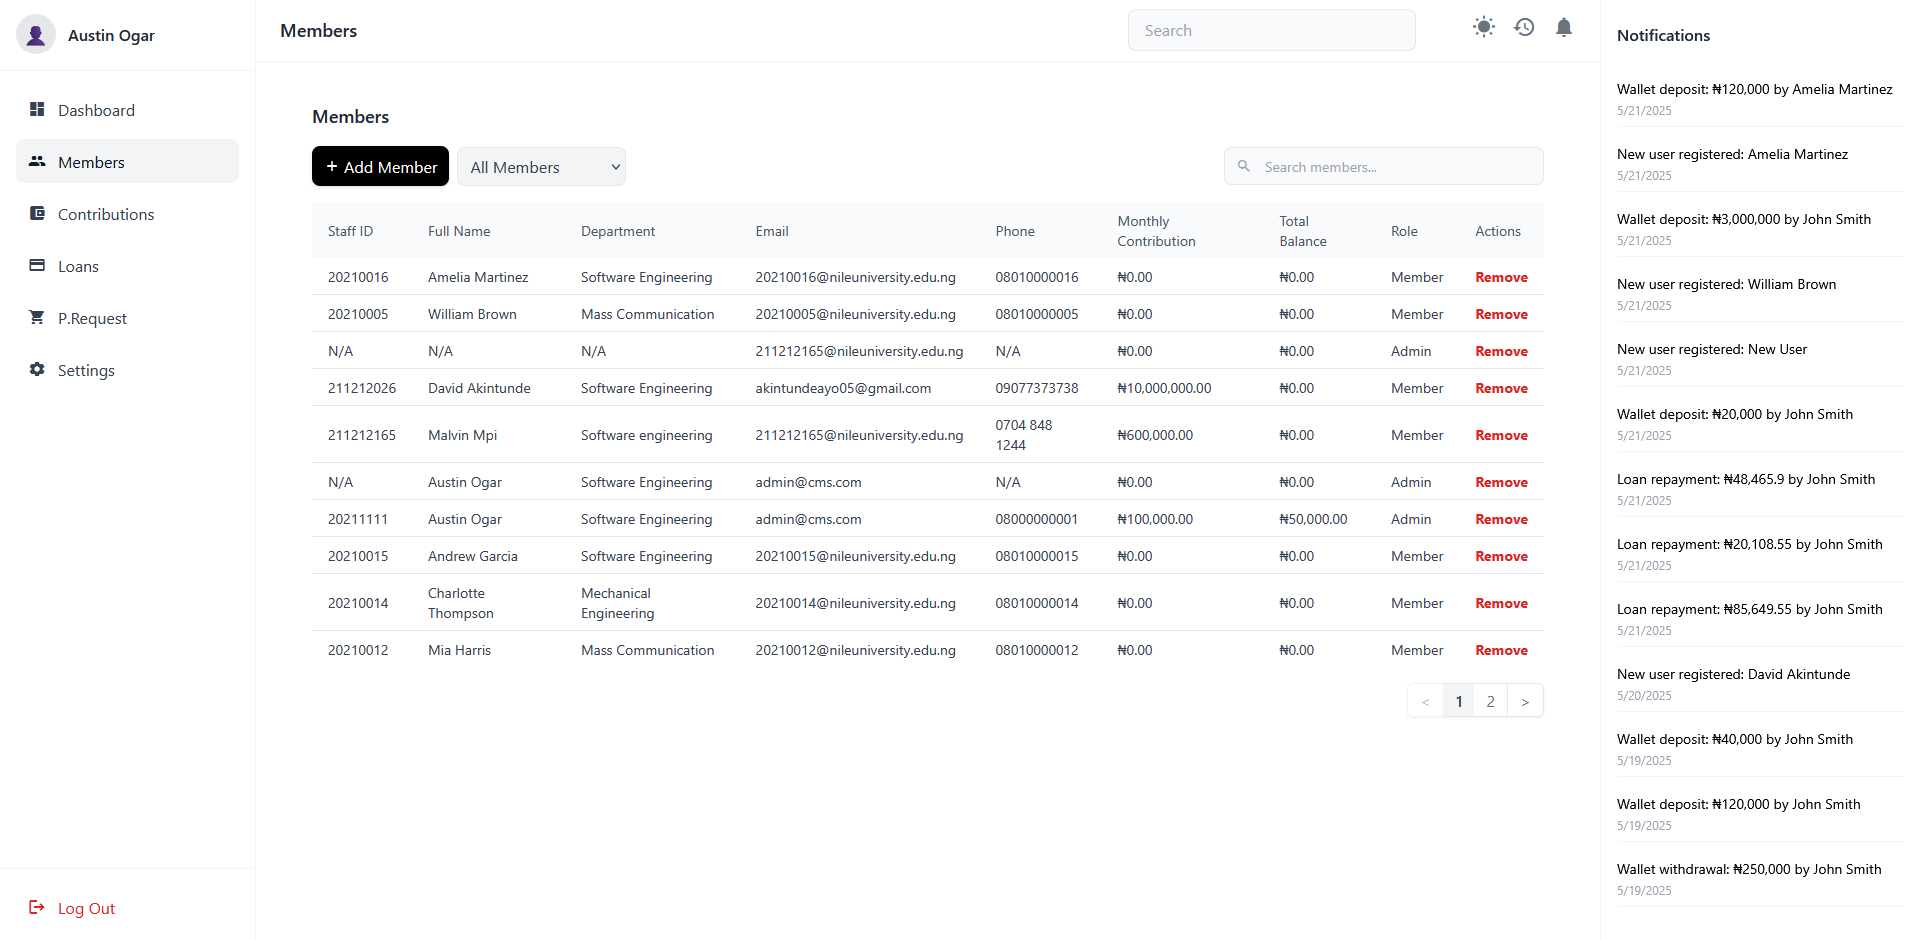 Austin Ogar
Dashboard
Members
Contributions
Loans
P.Request
Settings
Log Out
Members
Search
Members
+ Add Member
All Members
Search members...
Staff ID Full Name Department Email Phone Monthly Contribution Total Balance Role Actions
20210016 Amelia Martinez Software Engineering 20210016@nileuniversity.edu.ng 08010000016 ₦0.00 ₦0.00 Member Remove
20210005 William Brown Mass Communication 20210005@nileuniversity.edu.ng 08010000005 ₦0.00 ₦0.00 Member Remove
N/A N/A N/A 211212165@nileuniversity.edu.ng N/A ₦0.00 ₦0.00 Admin Remove
211212026 David Akintunde Software Engineering akintundeayo05@gmail.com 09077373738 ₦10,000,000.00 ₦0.00 Member Remove
211212165 Malvin Mpi Software engineering 211212165@nileuniversity.edu.ng 0704 848 1244 ₦600,000.00 ₦0.00 Member Remove
N/A Austin Ogar Software Engineering admin@cms.com N/A ₦0.00 ₦0.00 Admin Remove
20211111 Austin Ogar Software Engineering admin@cms.com 08000000001 ₦100,000.00 ₦50,000.00 Admin Remove
20210015 Andrew Garcia Software Engineering 20210015@nileuniversity.edu.ng 08010000015 ₦0.00 ₦0.00 Member Remove
20210014 Charlotte Thompson Mechanical Engineering 20210014@nileuniversity.edu.ng 08010000014 ₦0.00 ₦0.00 Member Remove
20210012 Mia Harris Mass Communication 20210012@nileuniversity.edu.ng 08010000012 ₦0.00 ₦0.00 Member Remove
< 1 2 >
Notifications
Wallet deposit: ₦120,000 by Amelia Martinez
5/21/2025
New user registered: Amelia Martinez
5/21/2025
Wallet deposit: ₦3,000,000 by John Smith
5/21/2025
New user registered: William Brown
5/21/2025
New user registered: New User
5/21/2025
Wallet deposit: ₦20,000 by John Smith
5/21/2025
Loan repayment: ₦48,465.9 by John Smith
5/21/2025
Loan repayment: ₦20,108.55 by John Smith
5/21/2025
Loan repayment: ₦85,649.55 by John Smith
5/21/2025
New user registered: David Akintunde
5/20/2025
Wallet deposit: ₦40,000 by John Smith
5/19/2025
Wallet deposit: ₦120,000 by John Smith
5/19/2025
Wallet withdrawal: ₦250,000 by John Smith
5/19/2025